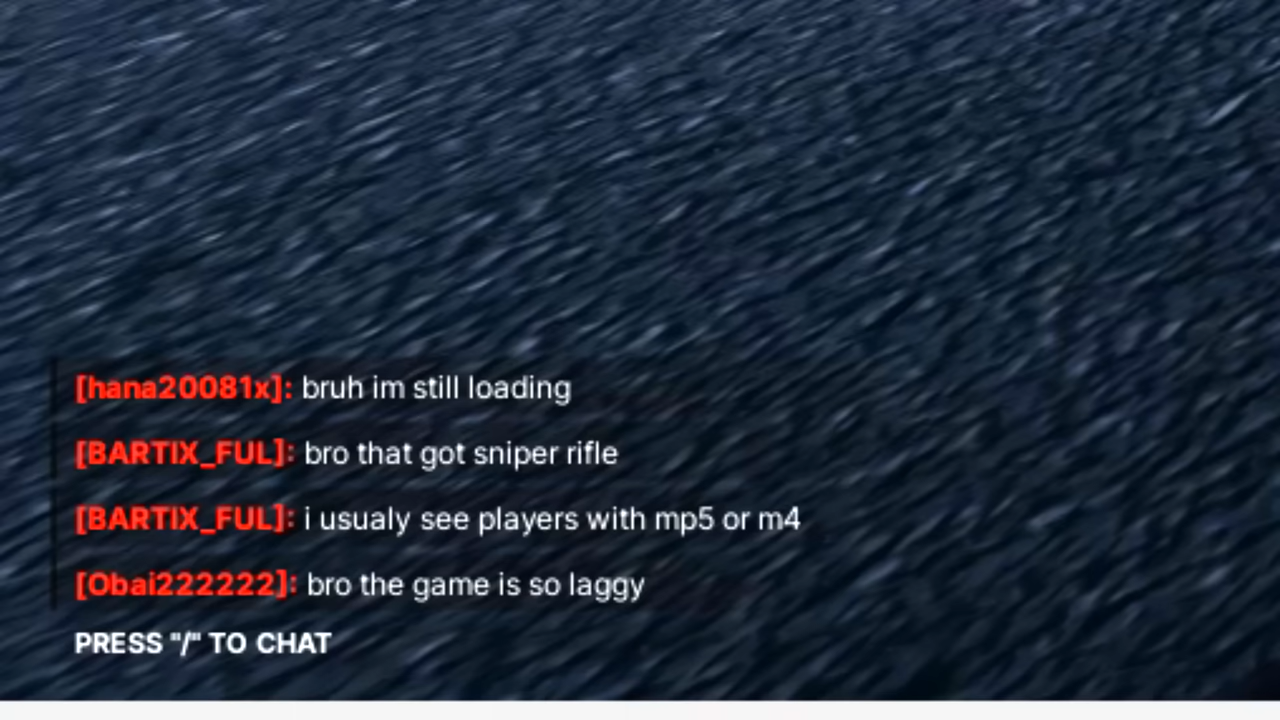 [hana20081x]: bruh im still loading
[BARTIX_FUL]: bro that got sniper rifle
[BARTIX_FUL]: i usualy see players with mp5 or m4
[Obai222222]: bro the game is so laggy
PRESS "/" TO CHAT